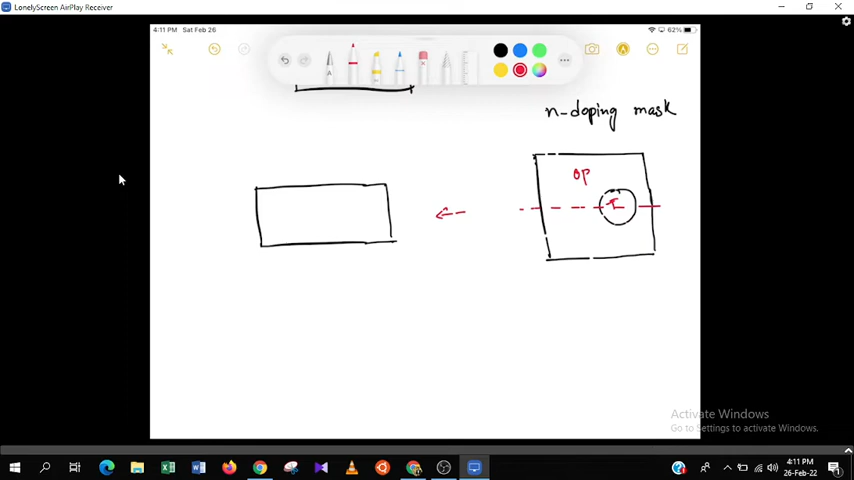 LonelyScreen AirPlay Receiver
4:11 PM Sat Feb 26
62%
A
n-doping mask
op
Activate Windows
Go to Settings to activate Windows.
4:11 PM
26-Feb-22